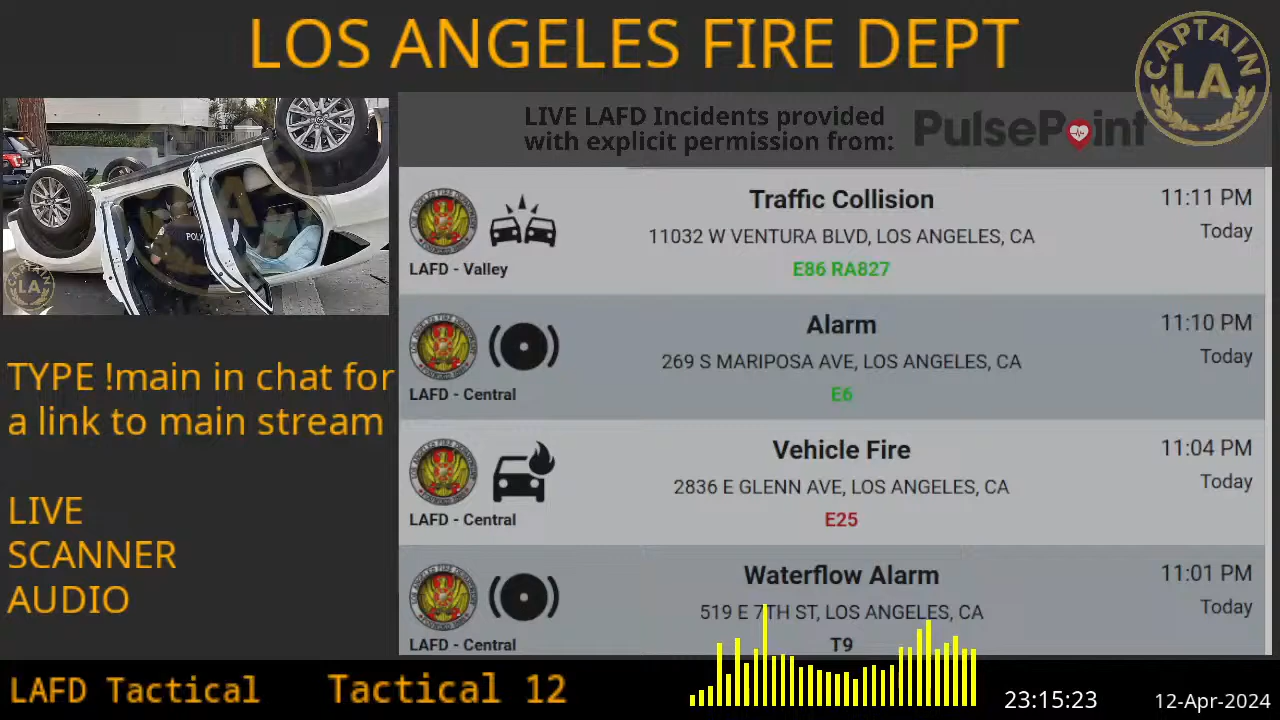 LOS ANGELES FIRE DEPT
CAPTAIN
LA
LIVE LAFD Incidents provided
with explicit permission from:
PulsePoint
POLICE
CAPTAIN
LA
Traffic Collision
11:11 PM
11032 W VENTURA BLVD, LOS ANGELES, CA
Today
LAFD - Valley
E86 RA827
Alarm
11:10 PM
269 S MARIPOSA AVE, LOS ANGELES, CA
Today
LAFD - Central
E6
Vehicle Fire
11:04 PM
2836 E GLENN AVE, LOS ANGELES, CA
Today
LAFD - Central
E25
Waterflow Alarm
11:01 PM
519 E 7TH ST, LOS ANGELES, CA
Today
LAFD - Central
T9
TYPE !main in chat for
a link to main stream
LIVE
SCANNER
AUDIO
LAFD Tactical
Tactical 12
23:15:23
12-Apr-2024